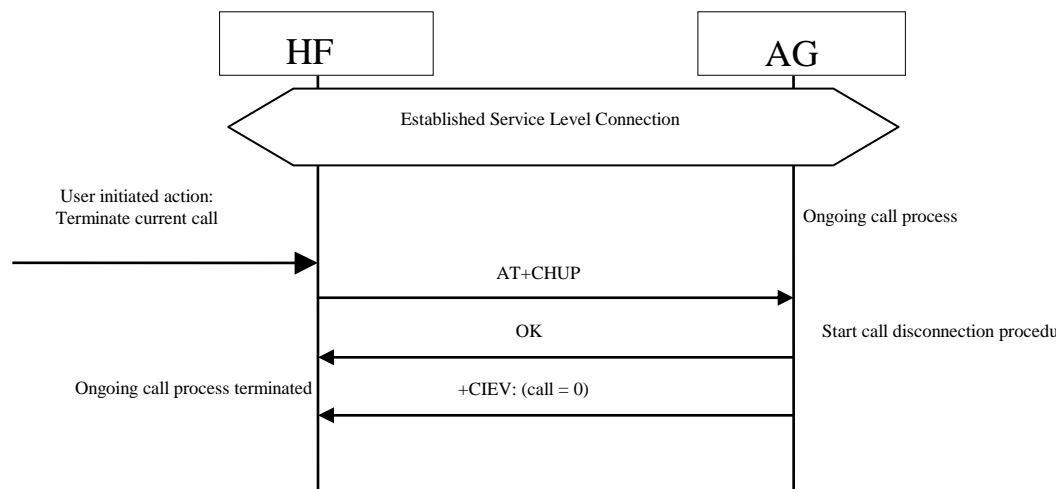 HF
AG
Established Service Level Connection
User initiated action:
Terminate current call
Ongoing call process
AT+CHUP
OK
Start call disconnection procedu
Ongoing call process terminated
+CIEV: (call = 0)